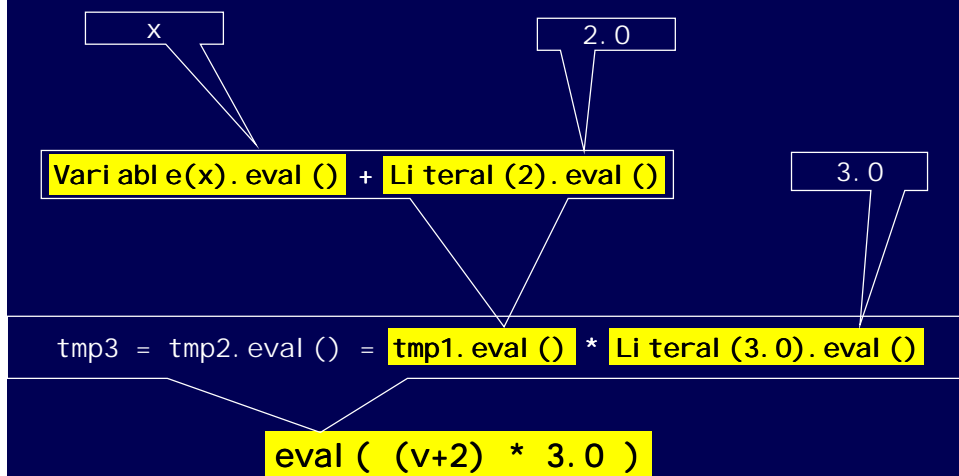 x
2.0
Variable(x).eval() + Literal(2).eval()
3.0
tmp3 = tmp2.eval() = tmp1.eval() * Literal(3.0).eval()
eval( (v+2) * 3.0 )